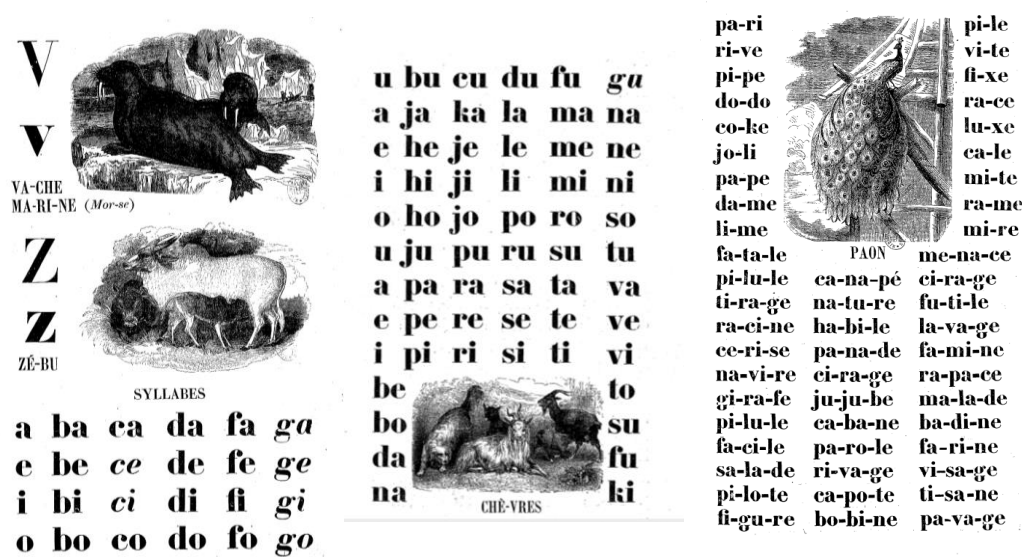 V
v
VA-CHE
MA-RI-NE (Mor-se)
Z
z
ZÉ-BU
SYLLABES
a ba ca da fa ga
e be ce de fe ge
i bi ci di fi gi
o bo co do fo go
u bu cu du fu gu
a ja ka la ma na
e he je le me ne
i hi ji li mi ni
o ho jo po ro so
u ju pu ru su tu
a pa ra sa ta va
e pe re se te ve
i pi ri si ti vi
be to
bo su
da fu
na ki
CHÈ-VRES
pa-ri pi-le
ri-ve vi-te
pi-pe fi-xe
do-do ra-ce
co-ke lu-xe
jo-li ca-le
pa-pe mi-te
da-me ra-me
li-me mi-re
PAON
fa-ta-le me-na-ce
pi-lu-le ca-na-pé ci-ra-ge
ti-ra-ge na-tu-re fu-ti-le
ra-ci-ne ha-bi-le la-va-ge
ce-ri-se pa-na-de fa-mi-ne
na-vi-re ci-ra-ge ra-pa-ce
gi-ra-fe ju-ju-be ma-la-de
pi-lu-le ca-ba-ne ba-di-ne
fa-ci-le pa-ro-le fa-ri-ne
sa-la-de ri-va-ge vi-sa-ge
pi-lo-te ca-po-te ti-sa-ne
fi-gu-re bo-bi-ne pa-va-ge